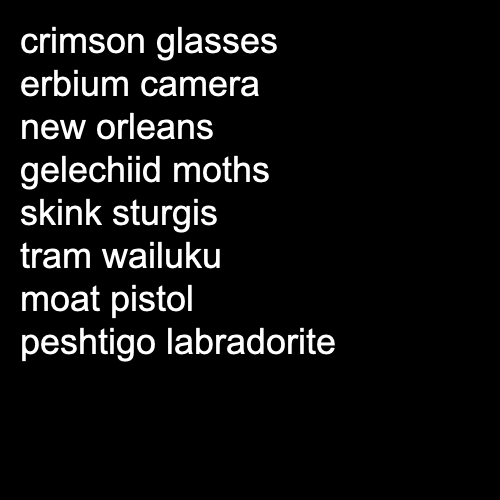 crimson glasses
erbium camera
new orleans
gelechiid moths
skink sturgis
tram wailuku
moat pistol
peshtigo labradorite